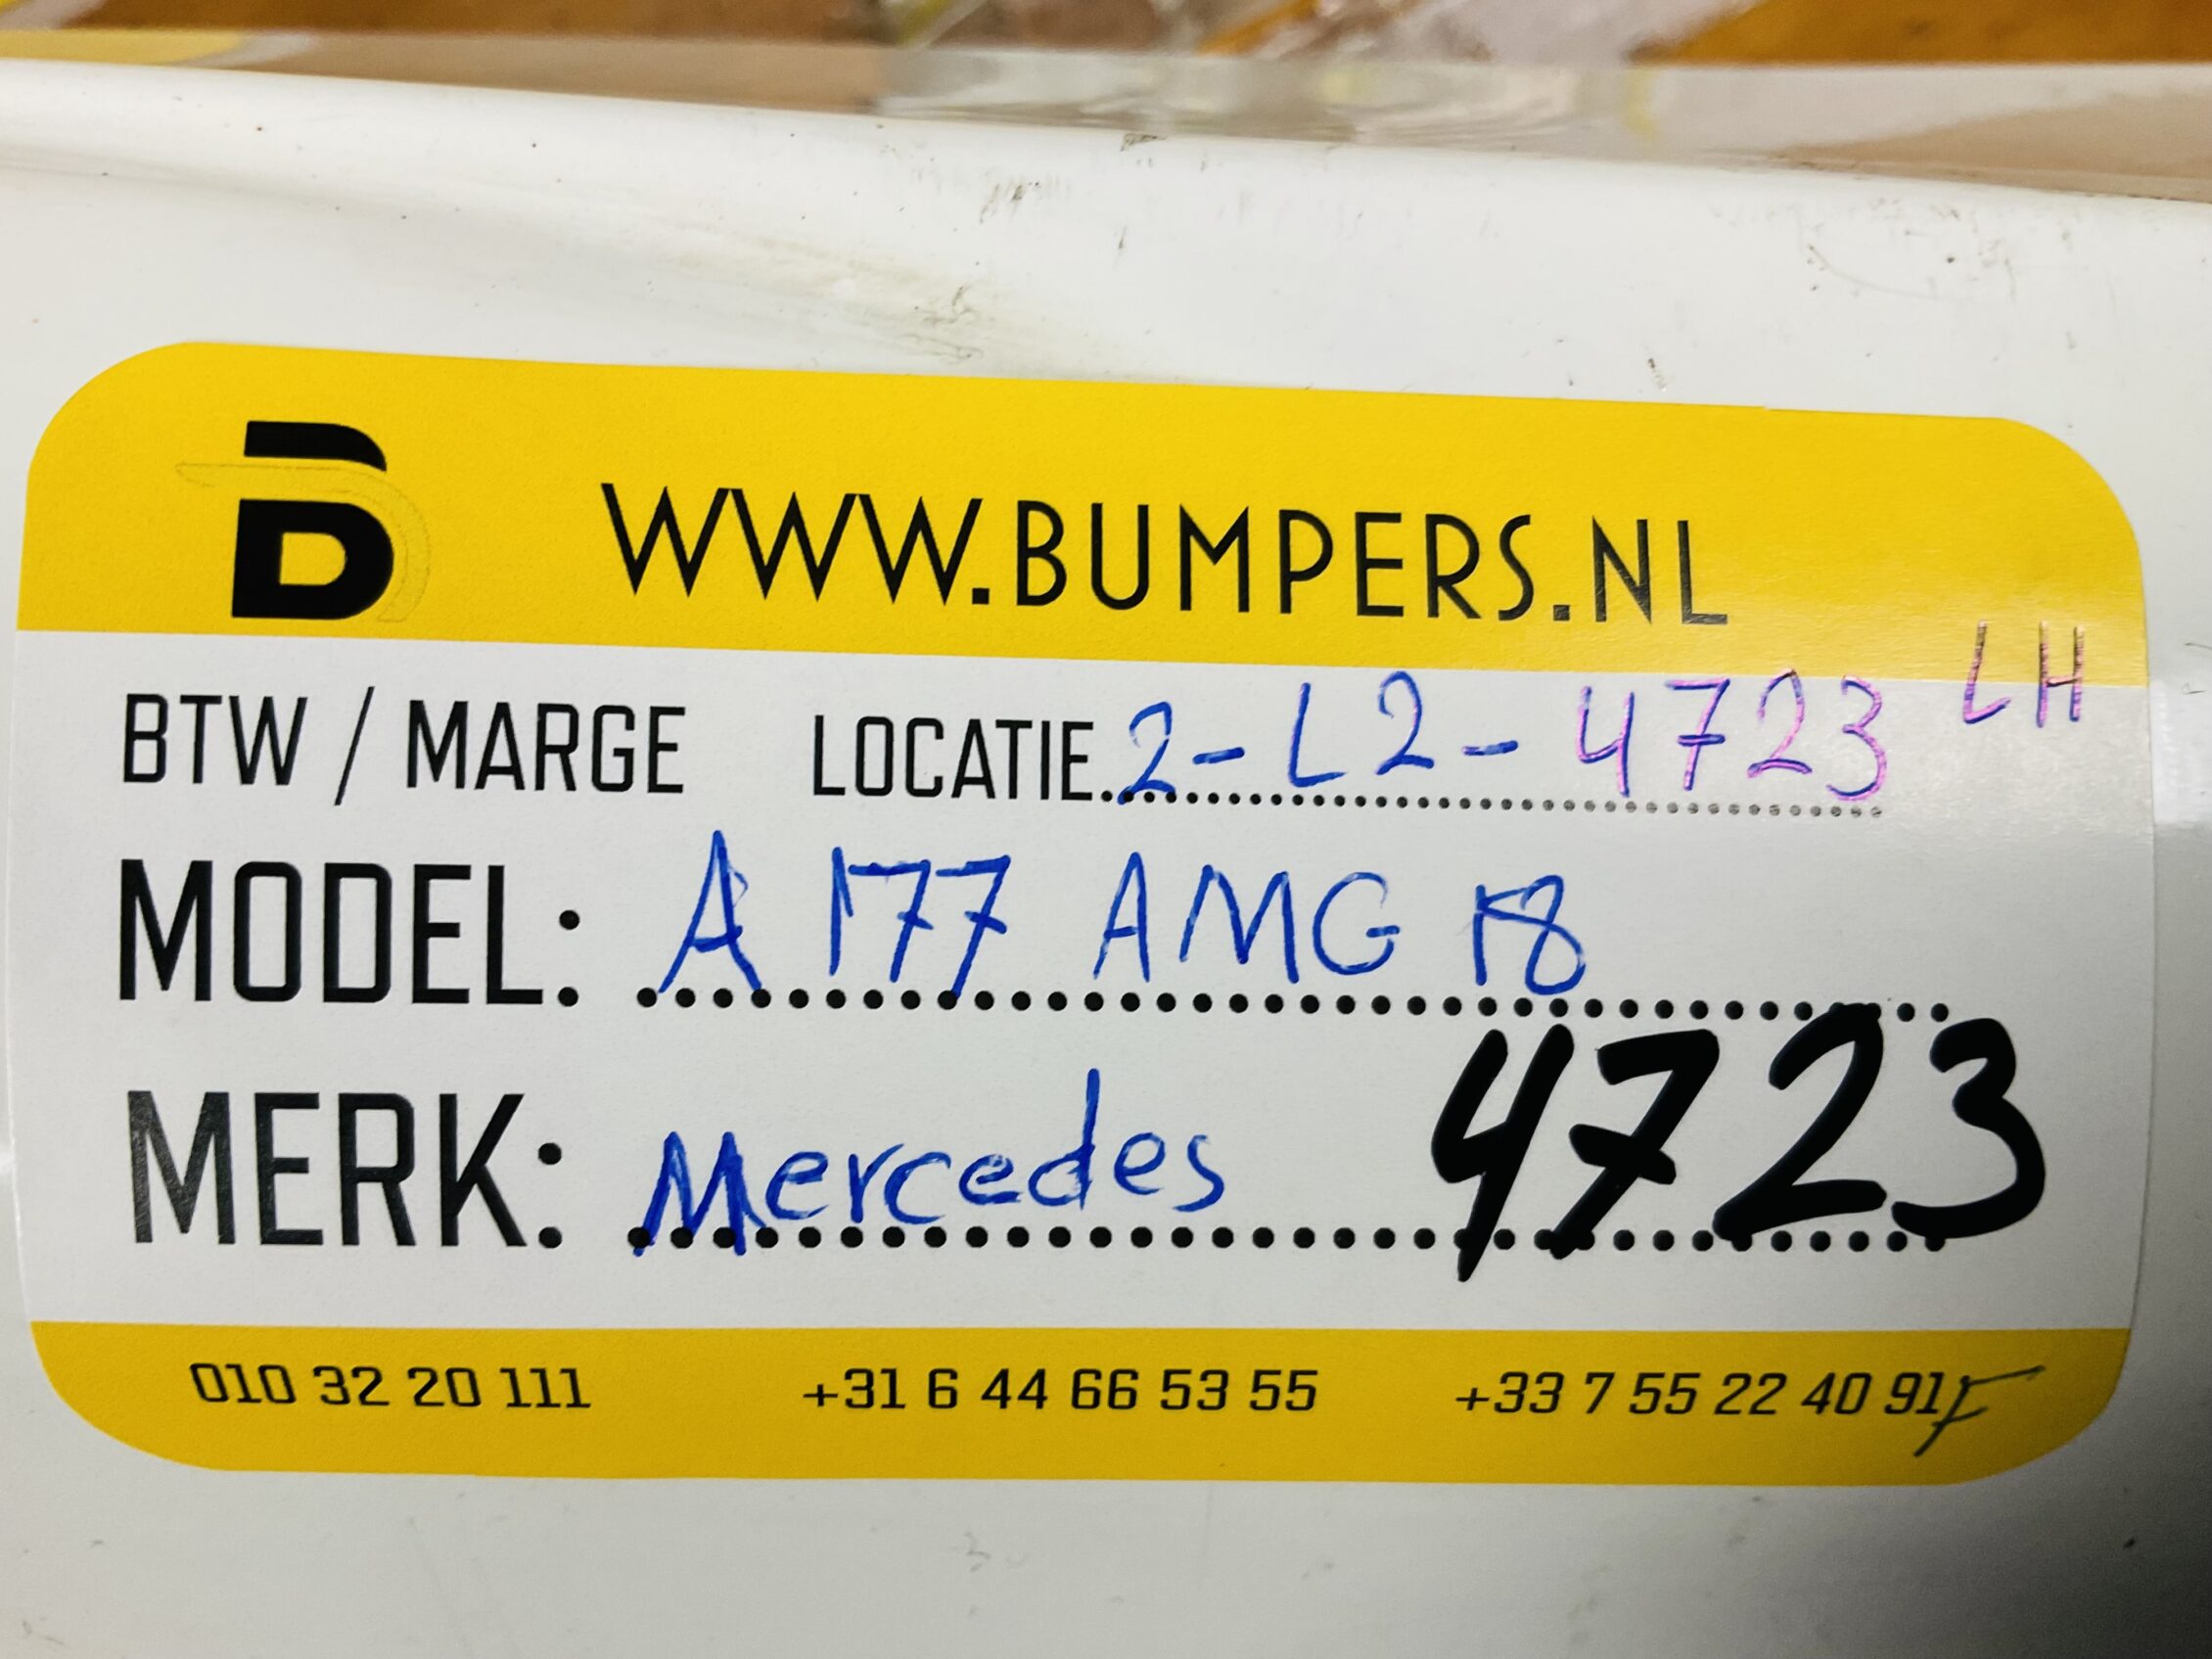 B WWW.BUMPERS.NL
BTW / MARGE LOCATIE. 2-L2-4723 LH
MODEL: A 177 AMG 18
MERK: Mercedes 4723
010 32 20 111 +31 6 44 66 53 55 +33 7 55 22 40 91 F